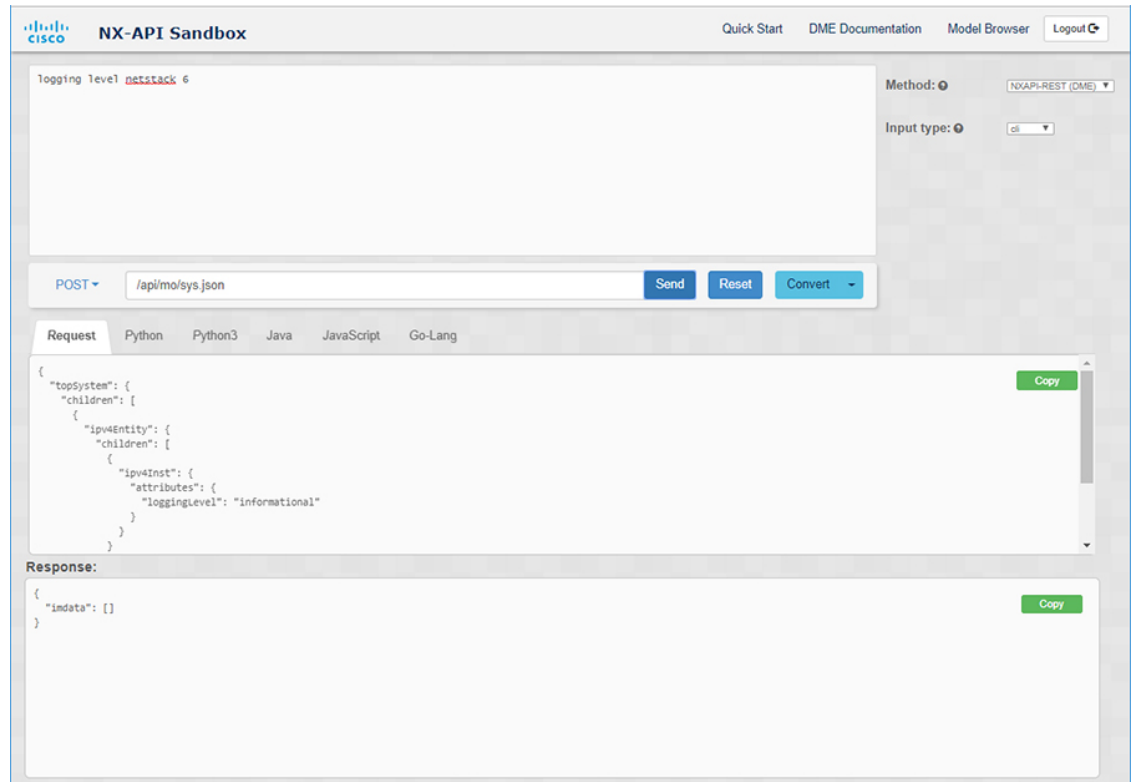 CISCO
NX-API Sandbox
Quick Start
DME Documentation
Model Browser
Logout
logging level netstack 6
Method:
NXAPI-REST (DME)
Input type:
cli
POST
/api/mo/sys.json
Send
Reset
Convert
Request
Python
Python3
Java
JavaScript
Go-Lang
{
"topSystem": {
"children": [
{
"ipv4Entity": {
"children": [
{
"ipv4Inst": {
"attributes": {
"loggingLevel": "informational"
}
}
}
Copy
Response:
{
"imdata": []
}
Copy